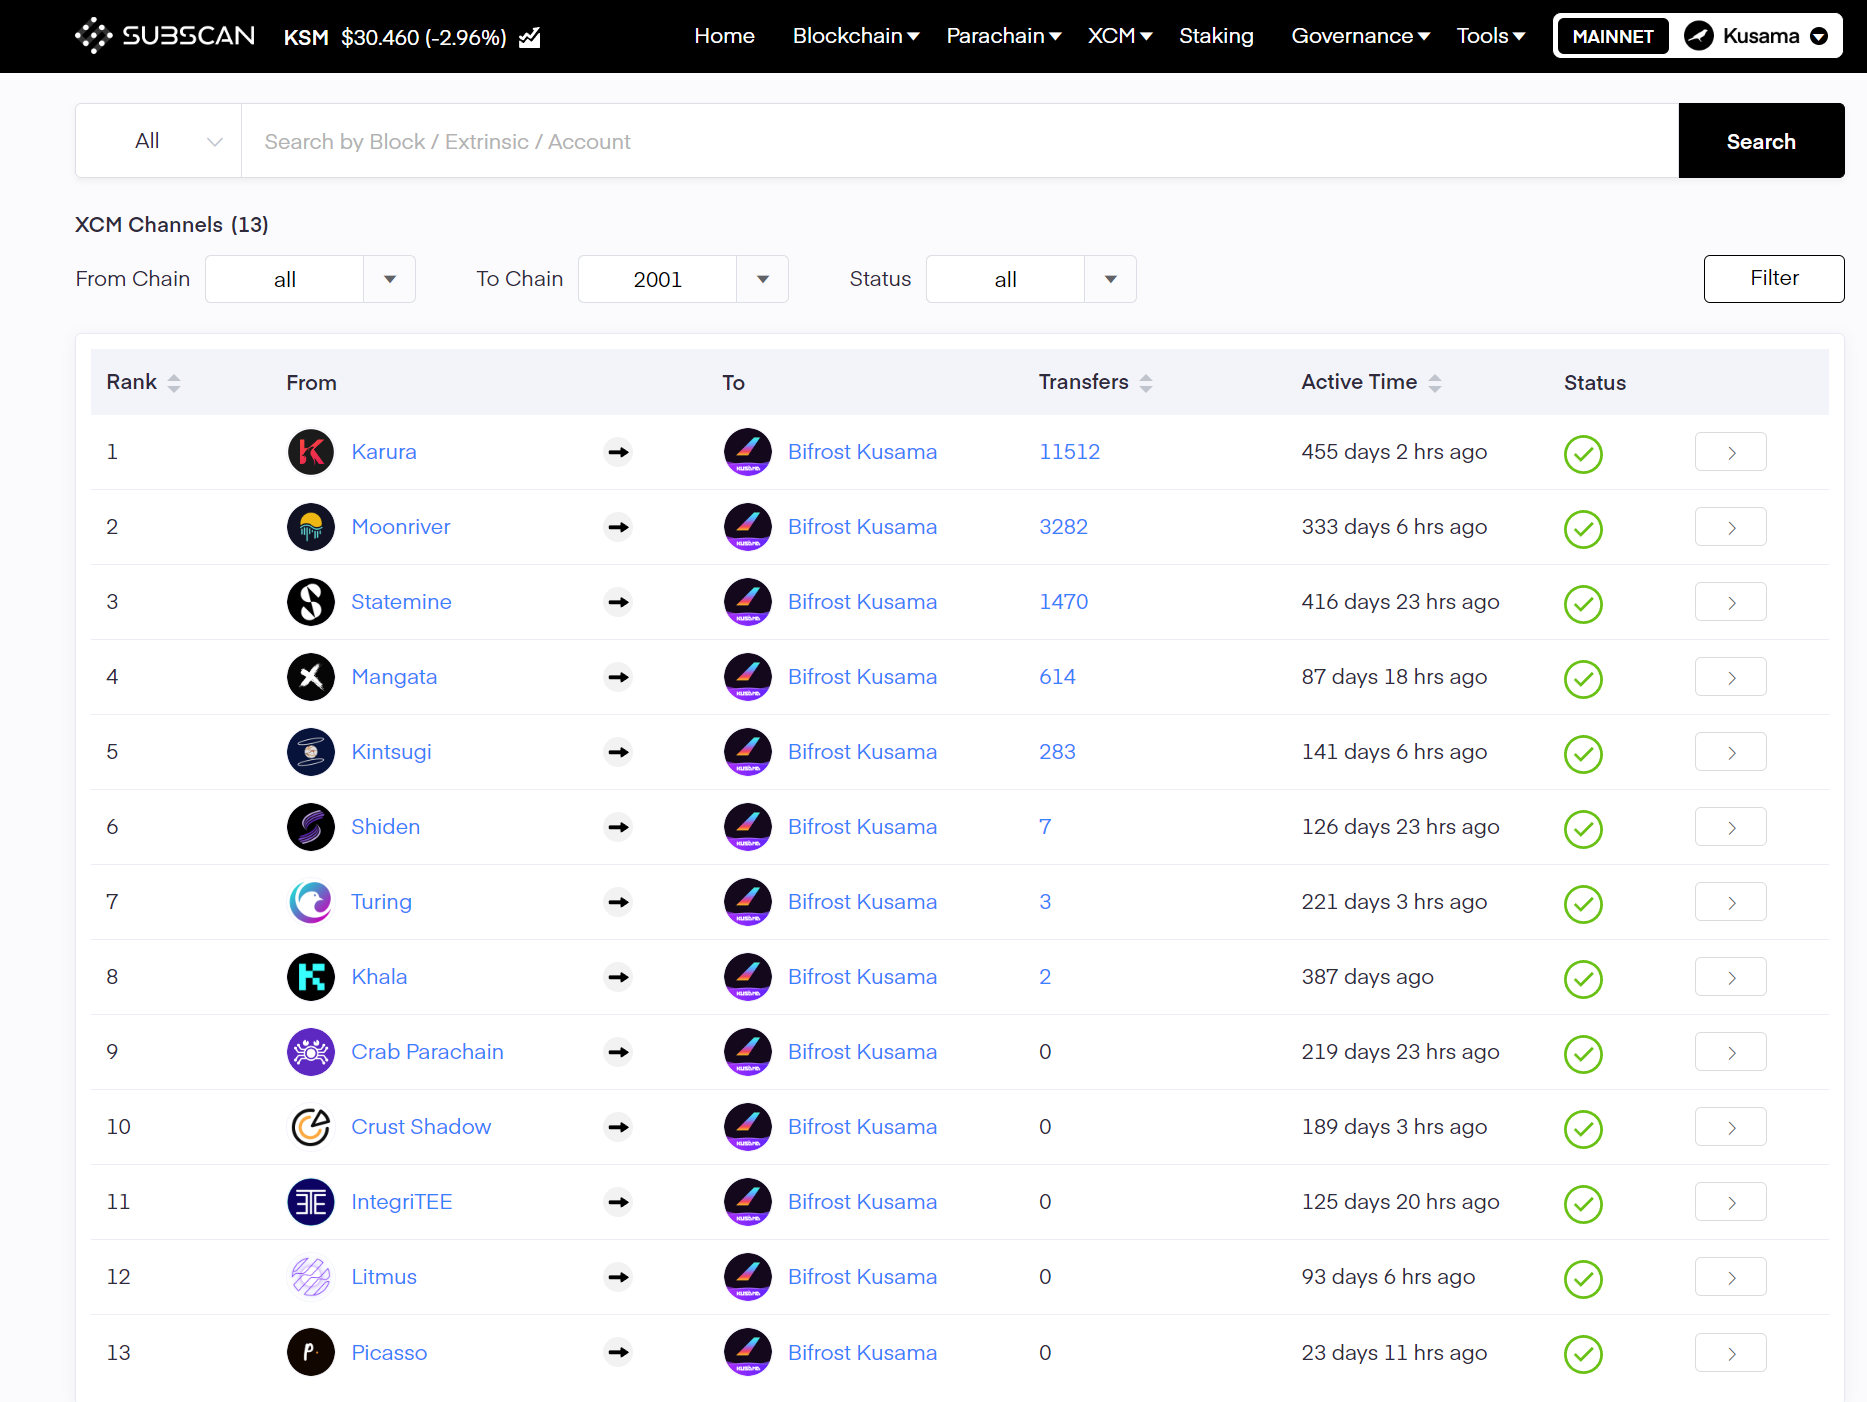 SUBSCAN KSM $30.460 (-2.96%) Home Blockchain Parachain XCM Staking Governance Tools MAINNET Kusama
All Search by Block / Extrinsic / Account Search
XCM Channels (13)
From Chain all To Chain 2001 Status all Filter
Rank From To Transfers Active Time Status
1 Karura Bifrost Kusama 11512 455 days 2 hrs ago
2 Moonriver Bifrost Kusama 3282 333 days 6 hrs ago
3 Statemine Bifrost Kusama 1470 416 days 23 hrs ago
4 Mangata Bifrost Kusama 614 87 days 18 hrs ago
5 Kintsugi Bifrost Kusama 283 141 days 6 hrs ago
6 Shiden Bifrost Kusama 7 126 days 23 hrs ago
7 Turing Bifrost Kusama 3 221 days 3 hrs ago
8 Khala Bifrost Kusama 2 387 days ago
9 Crab Parachain Bifrost Kusama 0 219 days 23 hrs ago
10 Crust Shadow Bifrost Kusama 0 189 days 3 hrs ago
11 IntegriTEE Bifrost Kusama 0 125 days 20 hrs ago
12 Litmus Bifrost Kusama 0 93 days 6 hrs ago
13 Picasso Bifrost Kusama 0 23 days 11 hrs ago